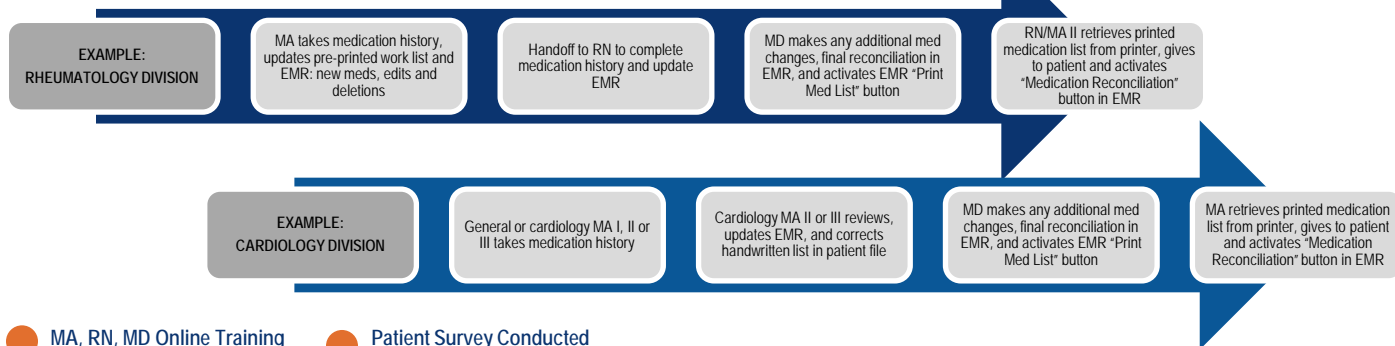 EXAMPLE:
RHEUMATOLOGY DIVISION
MA takes medication history,
updates pre-printed work list and
EMR: new meds, edits and
deletions
Handoff to RN to complete
medication history and update
EMR
MD makes any additional med
changes, final reconciliation in
EMR, and activates EMR “Print
Med List” button
RN/MA II retrieves printed
medication list from printer, gives
to patient and activates
“Medication Reconciliation”
button in EMR
EXAMPLE:
CARDIOLOGY DIVISION
General or cardiology MA I, II or
III takes medication history
Cardiology MA II or III reviews,
updates EMR, and corrects
handwritten list in patient file
MD makes any additional med
changes, final reconciliation in
EMR, and activates EMR “Print
Med List” button
MA retrieves printed medication
list from printer, gives to patient
and activates “Medication
Reconciliation” button in EMR
MA, RN, MD Online Training
Patient Survey Conducted